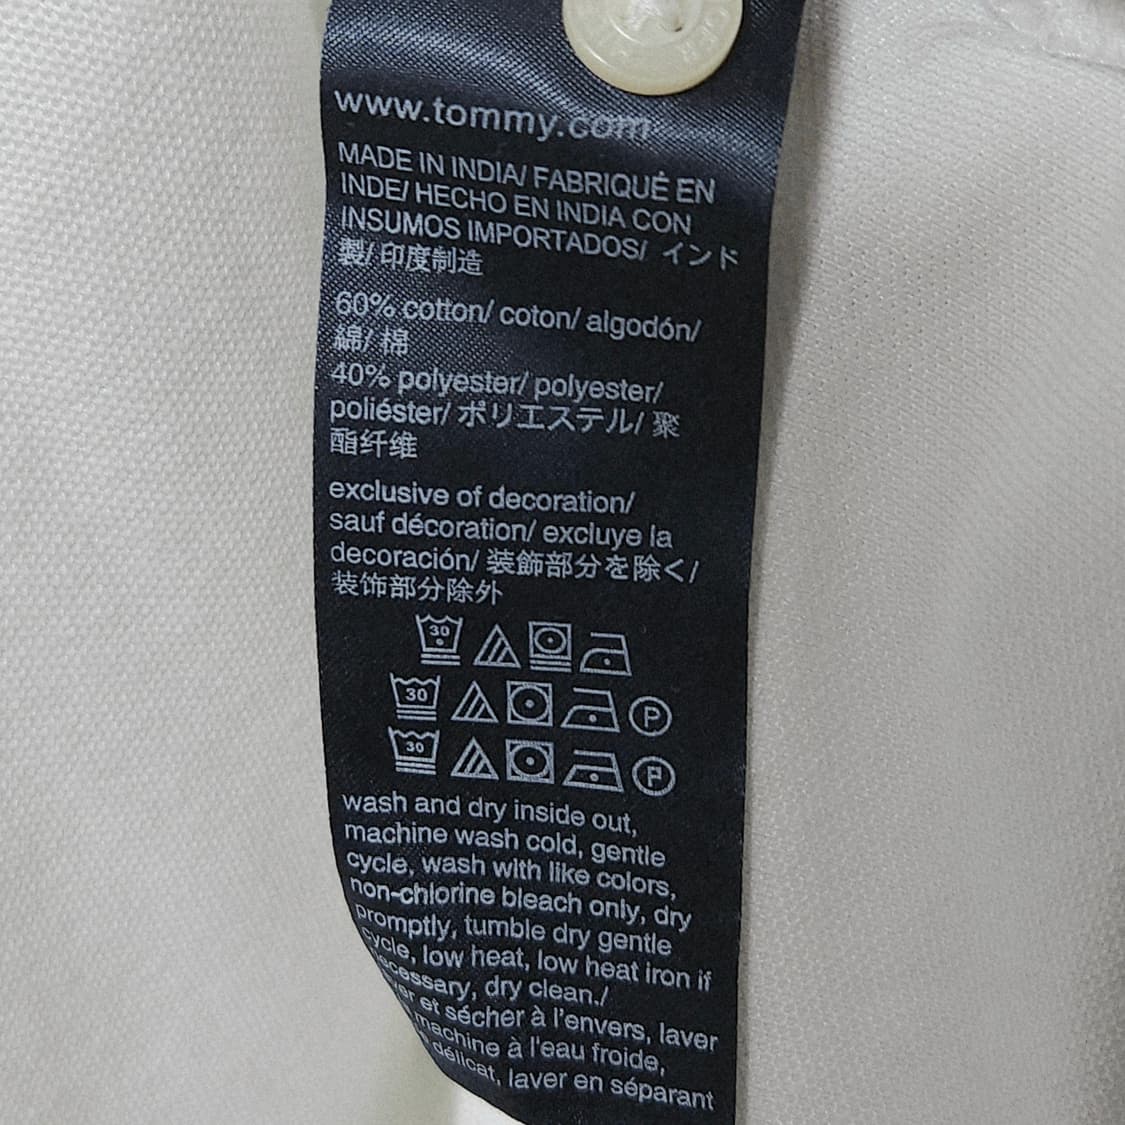 www.tommy.com
MADE IN INDIA/ FABRIQUÉ EN
INDE/ HECHO EN INDIA CON
INSUMOS IMPORTADOS/ インド
製/ 印度制造
60% cotton/ coton/ algodón/
綿/ 棉
40% polyester/ polyester/
poliéster/ ポリエステル/ 聚
酯纤维
exclusive of decoration/
sauf décoration/ excluye la
decoración/ 装飾部分を除く/
装饰部分除外
30
30 P
30 P
wash and dry inside out,
machine wash cold, gentle
cycle, wash with like colors,
non-chlorine bleach only, dry
promptly, tumble dry gentle
cycle, low heat, low heat iron if
necessary, dry clean./
et sécher à l'envers, laver
machine à l'eau froide,
délicat, laver en séparant